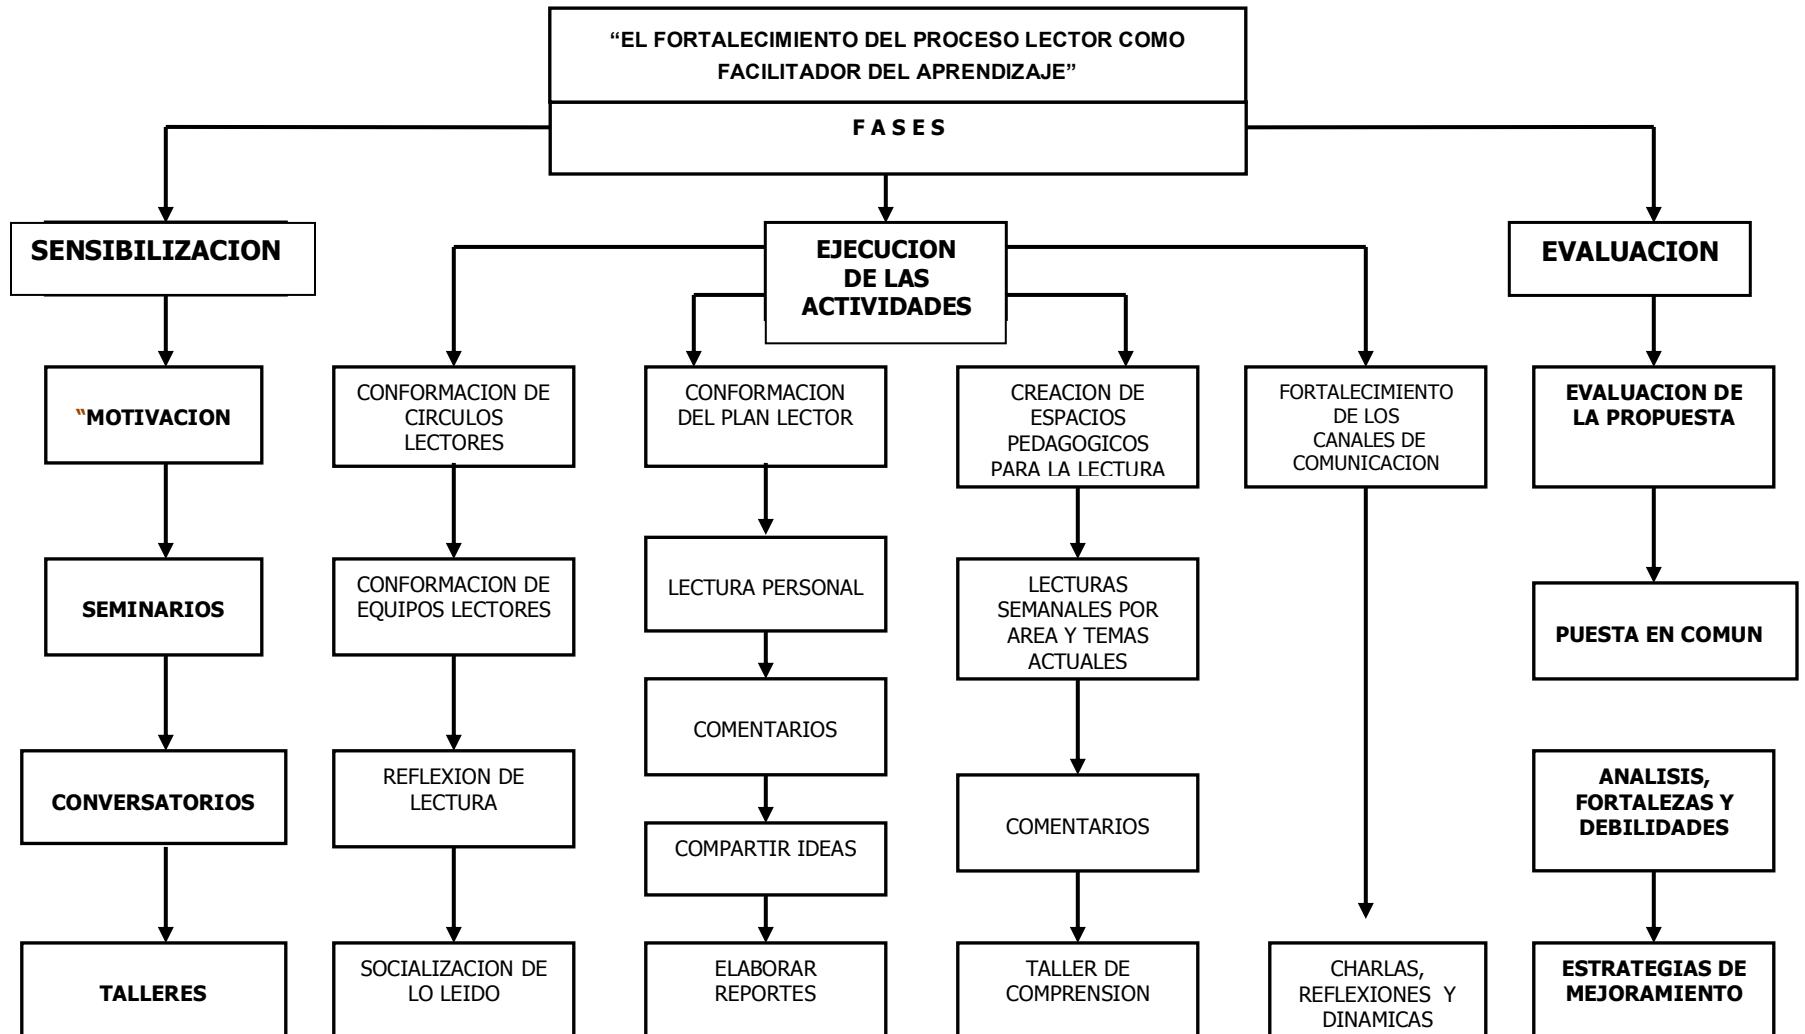 “EL FORTALECIMIENTO DEL PROCESO LECTOR COMO
FACILITADOR DEL APRENDIZAJE”
F A S E S
SENSIBILIZACION
EJECUCION
DE LAS
ACTIVIDADES
EVALUACION
“MOTIVACION
CONFORMACION DE
CIRCULOS
LECTORES
CONFORMACION
DEL PLAN LECTOR
CREACION DE
ESPACIOS
PEDAGOGICOS
PARA LA LECTURA
FORTALECIMIENTO
DE LOS
CANALES DE
COMUNICACION
EVALUACION DE
LA PROPUESTA
SEMINARIOS
CONFORMACION DE
EQUIPOS LECTORES
LECTURA PERSONAL
LECTURAS
SEMANALES POR
AREA Y TEMAS
ACTUALES
PUESTA EN COMUN
COMENTARIOS
CONVERSATORIOS
REFLEXION DE
LECTURA
COMPARTIR IDEAS
COMENTARIOS
ANALISIS,
FORTALEZAS Y
DEBILIDADES
TALLERES
SOCIALIZACION DE
LO LEIDO
ELABORAR
REPORTES
TALLER DE
COMPRENSION
CHARLAS,
REFLEXIONES Y
DINAMICAS
ESTRATEGIAS DE
MEJORAMIENTO